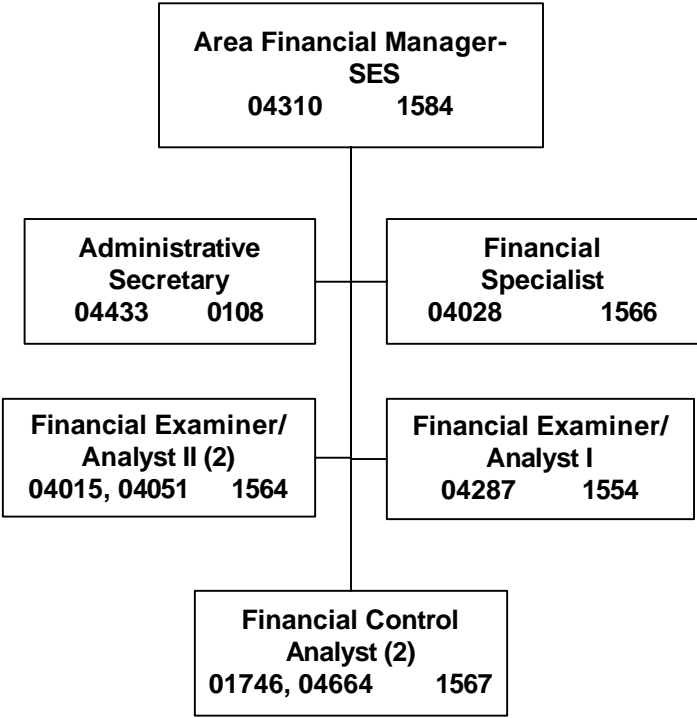 Area Financial Manager-
SES
04310 1584
Administrative
Secretary
04433 0108
Financial
Specialist
04028 1566
Financial Examiner/
Analyst II (2)
04015, 04051 1564
Financial Examiner/
Analyst I
04287 1554
Financial Control
Analyst (2)
01746, 04664 1567